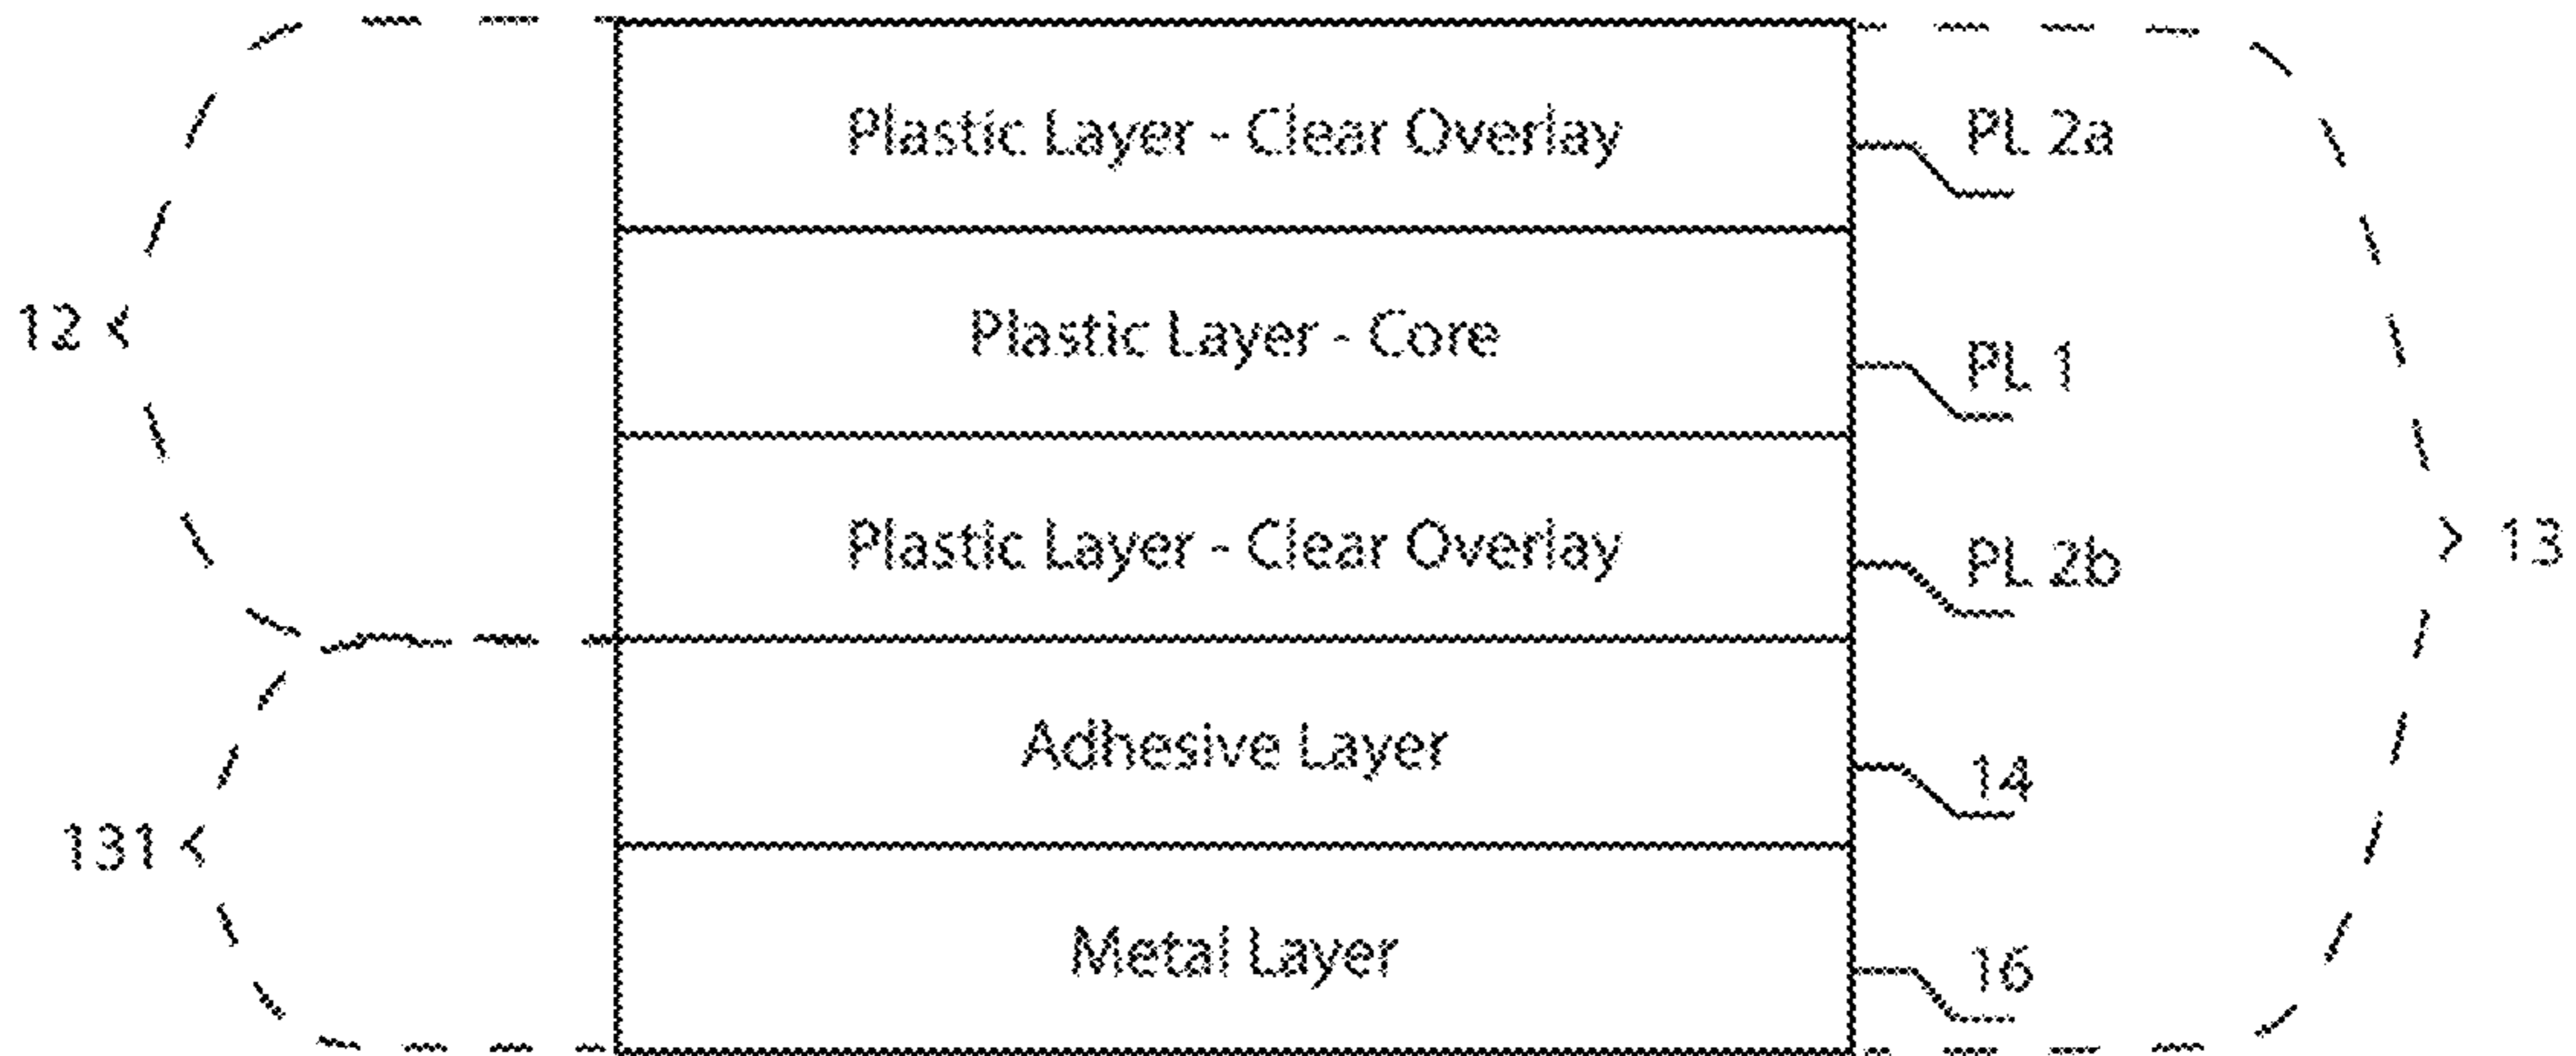 Plastic Layer - Clear Overlay
PL 2a
12
Plastic Layer - Core
PL 1
Plastic Layer - Clear Overlay
PL 2b
13
Adhesive Layer
14
131
Metal Layer
16